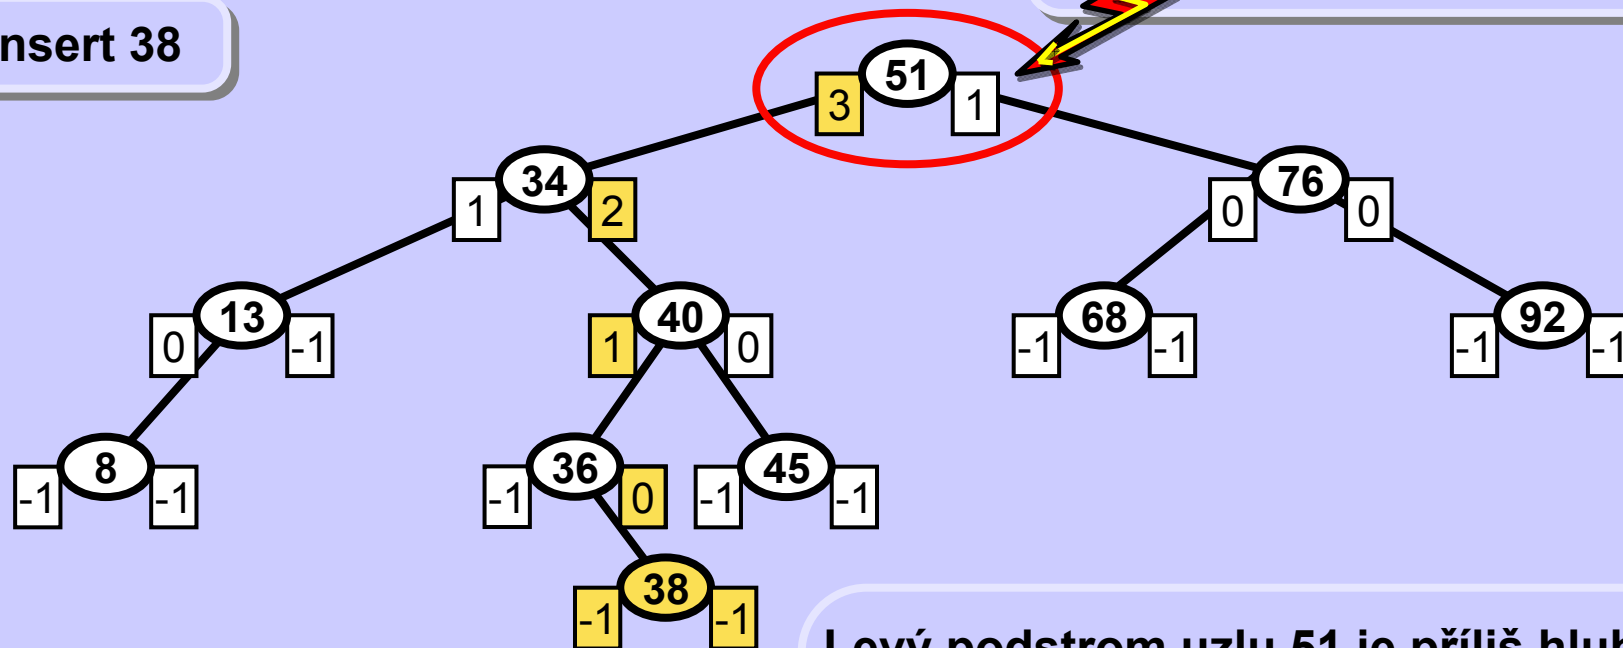 nsert 38
51
3 1
34 76
1 2 0 0
13 40 68 92
0 -1 1 0 -1 -1 -1 -1
8 36 45
-1 -1 -1 0 -1 -1
38
-1 -1
Levý podstrom uzlu 51 je příliš hlub